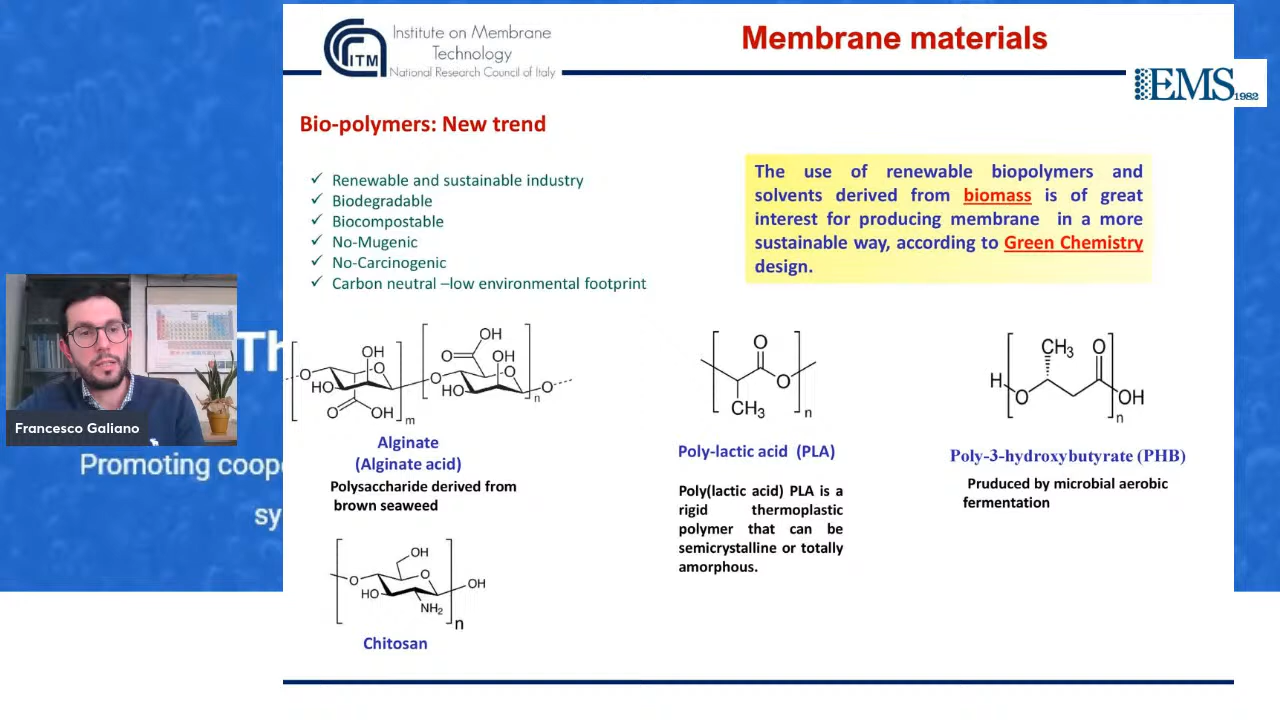 Institute on Membrane
Technology
National Research Council of Italy
ITM
Membrane materials
EMS 1982
Bio-polymers: New trend
✓ Renewable and sustainable industry
✓ Biodegradable
✓ Biocompostable
✓ No-Mugenic
✓ No-Carcinogenic
✓ Carbon neutral –low environmental footprint
The use of renewable biopolymers and
solvents derived from biomass is of great
interest for producing membrane in a more
sustainable way, according to Green Chemistry
design.
Th
Francesco Galiano
Promoting coope
sy
OH
O
HO
O
OH
m
OH
O
OH
O
HO
O
n
Alginate
(Alginate acid)
Polysaccharide derived from
brown seaweed
O
O
CH3
n
Poly-lactic acid (PLA)
Poly(lactic acid) PLA is a
rigid thermoplastic
polymer that can be
semicrystalline or totally
amorphous.
CH3
O
H
O
OH
n
Poly-3-hydroxybutyrate (PHB)
Pruduced by microbial aerobic
fermentation
OH
O
O
OH
HO
NH2
n
Chitosan